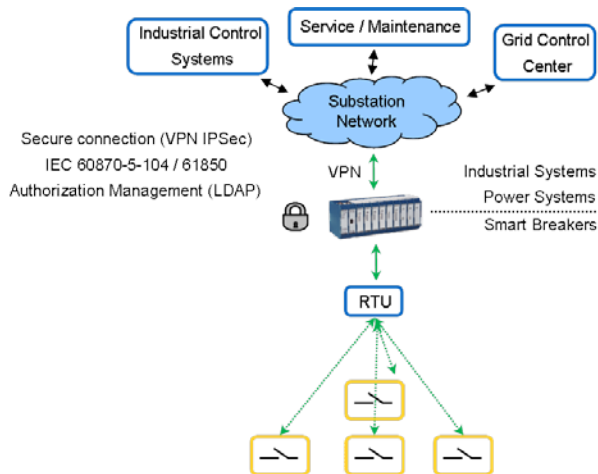 Industrial Control
Systems
Service / Maintenance
Grid Control
Center
Substation
Network
Secure connection (VPN IPSec)
IEC 60870-5-104 / 61850
Authorization Management (LDAP)
VPN
Industrial Systems
Power Systems
Smart Breakers
RTU